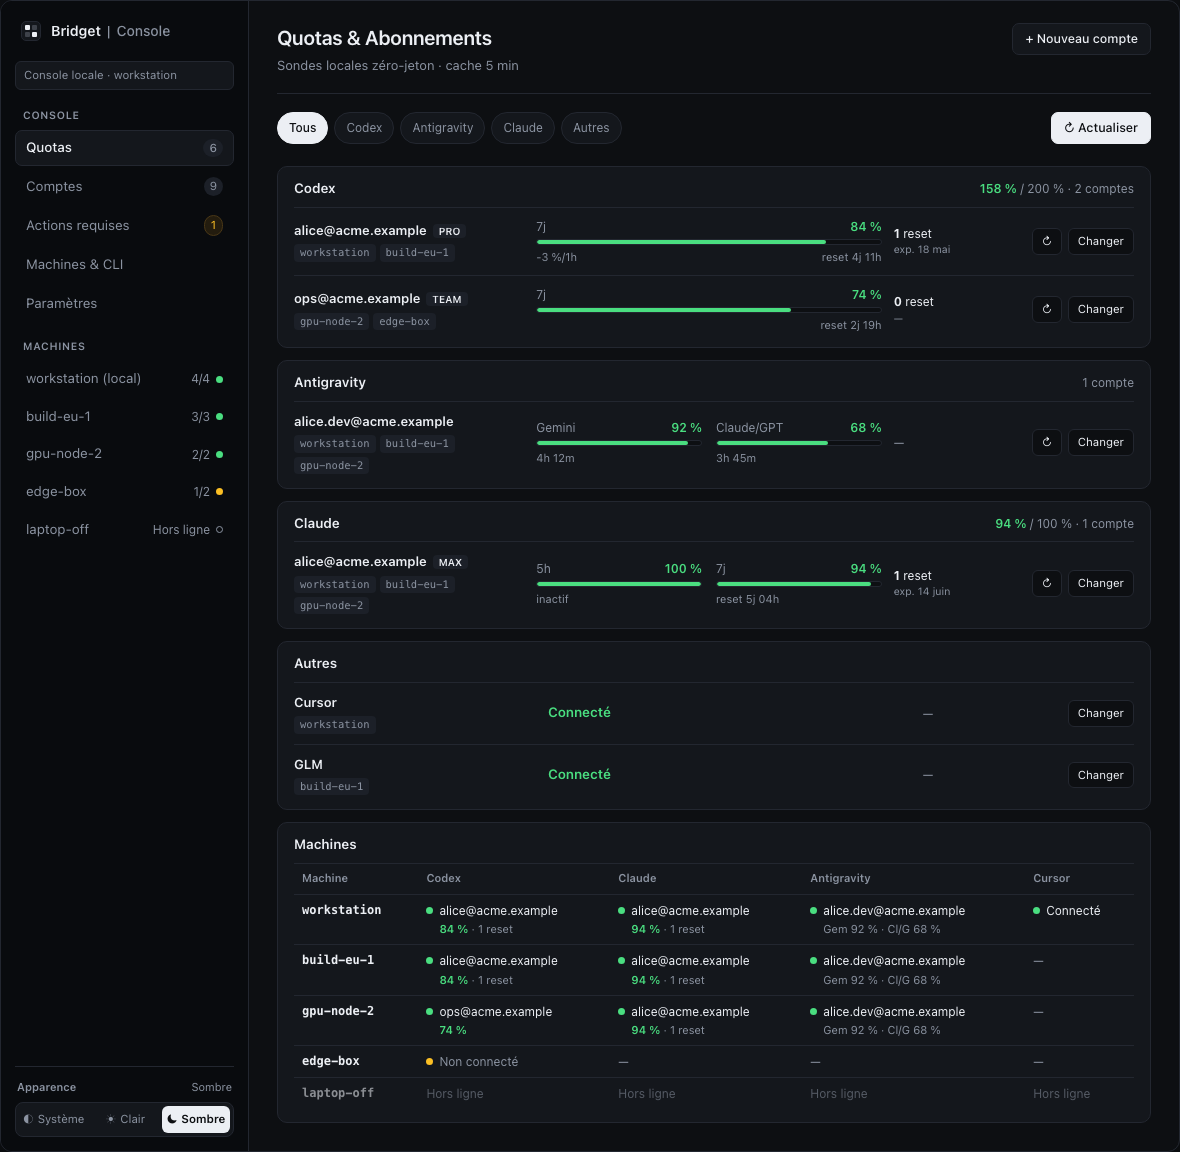 Bridget | Console
Console locale · workstation
CONSOLE
Quotas 6
Comptes 9
Actions requises 1
Machines & CLI
Paramètres
MACHINES
workstation (local) 4/4
build-eu-1 3/3
gpu-node-2 2/2
edge-box 1/2
laptop-off Hors ligne
Apparence Sombre
Système Clair Sombre
Quotas & Abonnements
+ Nouveau compte
Sondes locales zéro-jeton · cache 5 min
Tous Codex Antigravity Claude Autres
↻ Actualiser
Codex 158 % / 200 % · 2 comptes
alice@acme.example PRO
workstation build-eu-1
7j 84 %
-3 %/1h reset 4j 11h
1 reset
exp. 18 mai
↻ Changer
ops@acme.example TEAM
gpu-node-2 edge-box
7j 74 %
reset 2j 19h
0 reset
—
↻ Changer
Antigravity 1 compte
alice.dev@acme.example
workstation build-eu-1
gpu-node-2
Gemini 92 %
4h 12m
Claude/GPT 68 %
3h 45m
—
↻ Changer
Claude 94 % / 100 % · 1 compte
alice@acme.example MAX
workstation build-eu-1
gpu-node-2
5h 100 %
inactif
7j 94 %
reset 5j 04h
1 reset
exp. 14 juin
↻ Changer
Autres
Cursor
workstation
Connecté — Changer
GLM
build-eu-1
Connecté — Changer
Machines
Machine Codex Claude Antigravity Cursor
workstation alice@acme.example alice@acme.example alice.dev@acme.example Connecté
84 % · 1 reset 94 % · 1 reset Gem 92 % · Cl/G 68 %
build-eu-1 alice@acme.example alice@acme.example alice.dev@acme.example —
84 % · 1 reset 94 % · 1 reset Gem 92 % · Cl/G 68 %
gpu-node-2 ops@acme.example alice@acme.example alice.dev@acme.example —
74 % 94 % · 1 reset Gem 92 % · Cl/G 68 %
edge-box Non connecté — — —
laptop-off Hors ligne Hors ligne Hors ligne Hors ligne